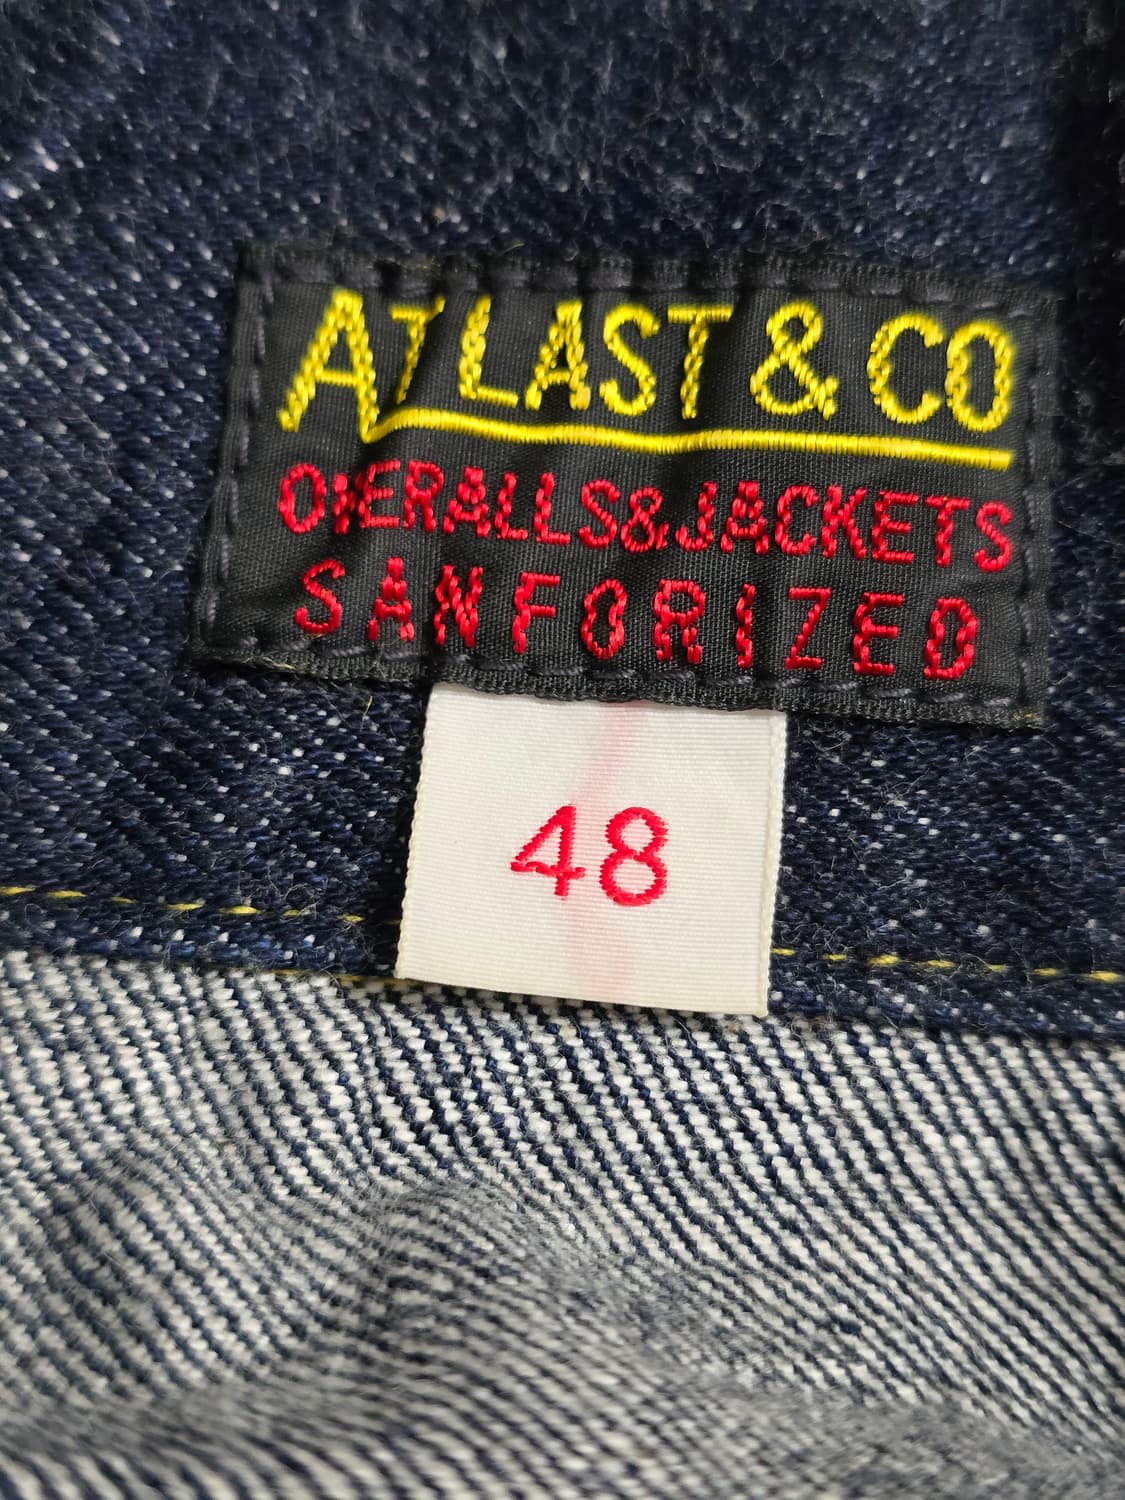 ATLAST & CO
OVERALLS&JACKETS
SANFORIZED
48